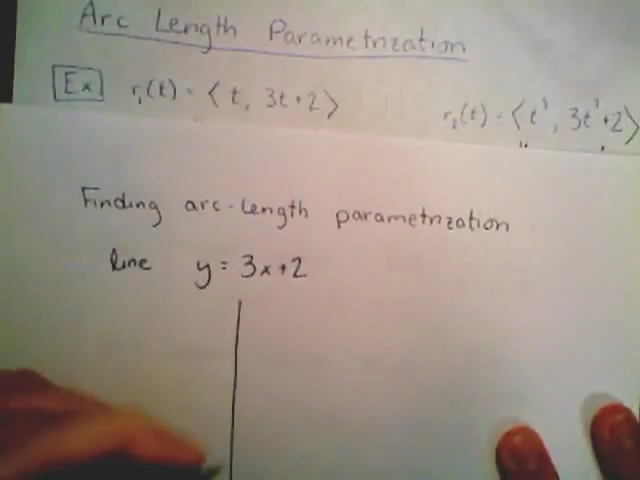 Arc Length Parametrization
Ex r₁(t) = ⟨t, 3t+2⟩ r₂(t) = ⟨t³, 3t³+2⟩
Finding arc-length parametrization
line y = 3x+2